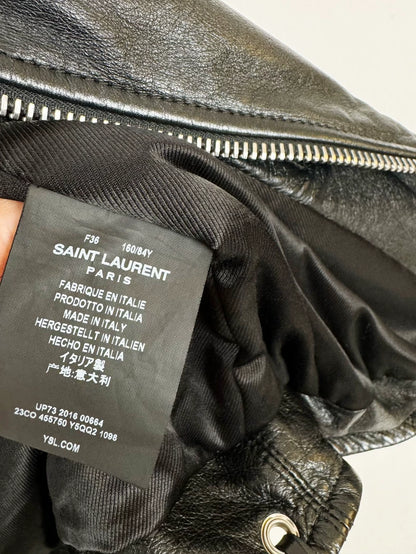 F36 160/84Y
SAINT LAURENT
PARIS
FABRIQUE EN ITALIE
PRODOTTO IN ITALIA
MADE IN ITALY
HERGESTELLT IN ITALIEN
HECHO EN ITALIA
イタリア製
产地:意大利
UP73 2016 00664
23CO 455750 Y5QQ2 1098
YSL.COM